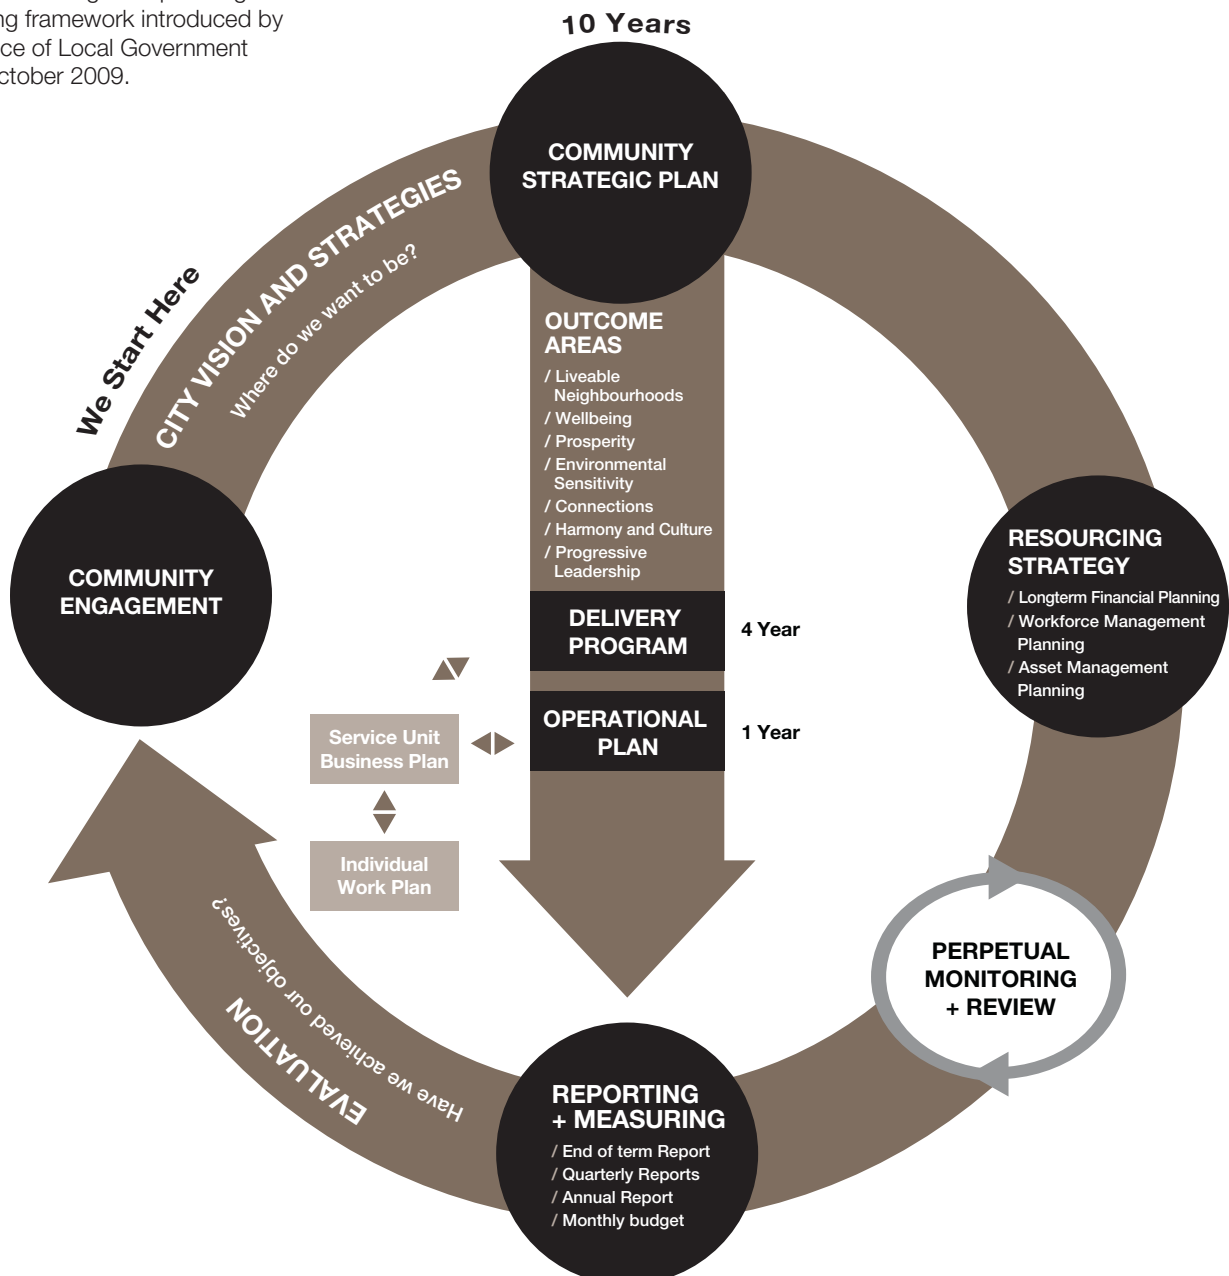 ng framework introduced by
ce of Local Government
ctober 2009.
10 Years
COMMUNITY
STRATEGIC PLAN
We Start Here
CITY VISION AND STRATEGIES
Where do we want to be?
OUTCOME
AREAS
/ Liveable
Neighbourhoods
/ Wellbeing
/ Prosperity
/ Environmental
Sensitivity
/ Connections
/ Harmony and Culture
/ Progressive
Leadership
COMMUNITY
ENGAGEMENT
RESOURCING
STRATEGY
/ Longterm Financial Planning
/ Workforce Management
Planning
/ Asset Management
Planning
DELIVERY
PROGRAM
4 Year
OPERATIONAL
PLAN
1 Year
Service Unit
Business Plan
Individual
Work Plan
PERPETUAL
MONITORING
+ REVIEW
Have we achieved our objectives?
EVALUATION
REPORTING
+ MEASURING
/ End of term Report
/ Quarterly Reports
/ Annual Report
/ Monthly budget